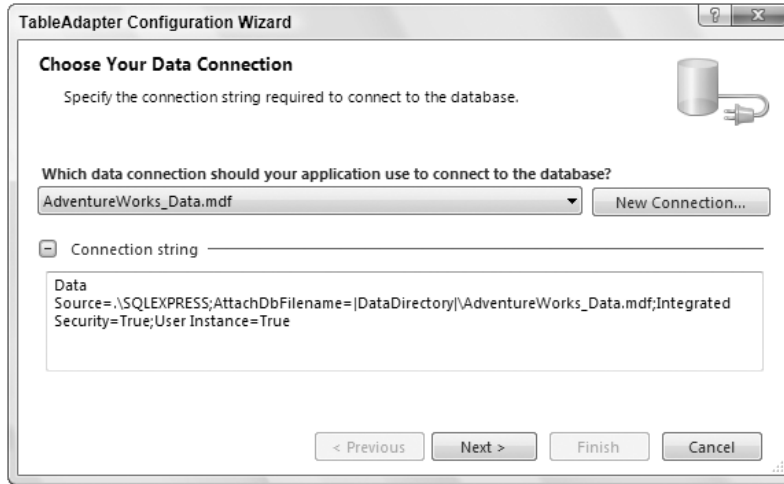 TableAdapter Configuration Wizard
?
Choose Your Data Connection
Specify the connection string required to connect to the database.
Which data connection should your application use to connect to the database?
AdventureWorks_Data.mdf
New Connection...
Connection string
Data
Source=.\SQLEXPRESS;AttachDbFilename=|DataDirectory|\AdventureWorks_Data.mdf;Integrated
Security=True;User Instance=True
< Previous
Next >
Finish
Cancel